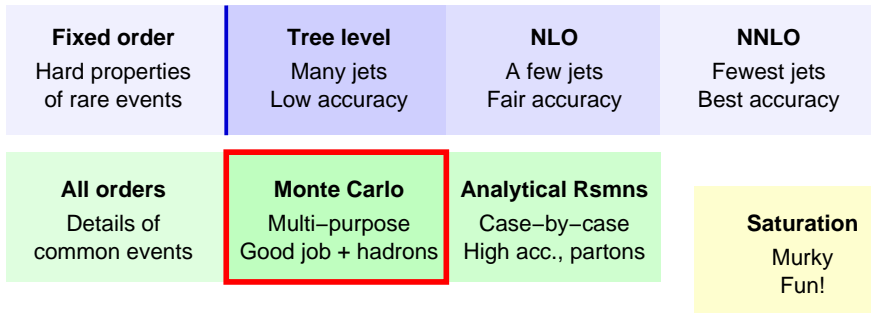 Fixed order
Hard properties
of rare events
Tree level
Many jets
Low accuracy
NLO
A few jets
Fair accuracy
NNLO
Fewest jets
Best accuracy
All orders
Details of
common events
Monte Carlo
Multi−purpose
Good job + hadrons
Analytical Rsmns
Case−by−case
High acc., partons
Saturation
Murky
Fun!